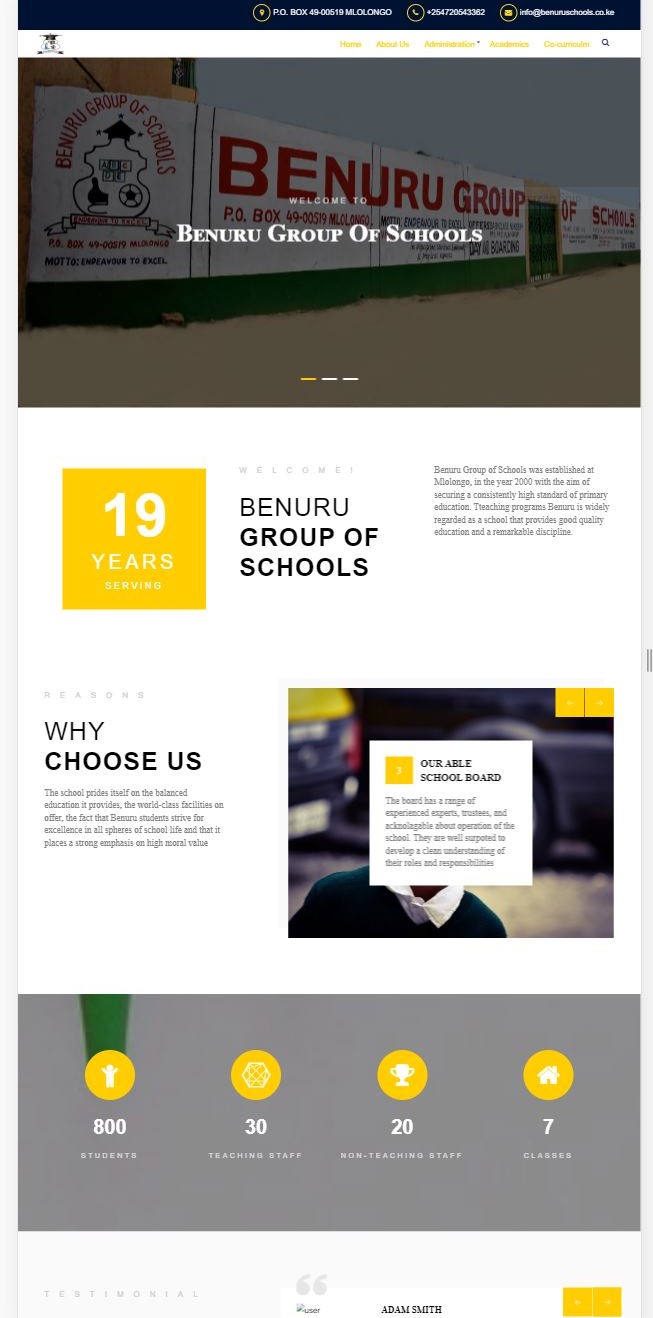 P.O. BOX 49-00519 MLOLONGO +254720543362 info@benuruschools.co.ke
Home About Us Administration Academics Co-curriculm
BENURU GROUP OF SCHOOLS
A B C
D E
ENDEAVOUR TO EXCEL
P.O. BOX 49-00519 MLOLONGO
MOTTO: ENDEAVOUR TO EXCEL
BENURU GROUP OF SCHOOLS
P.O. BOX 49-00519 MLOLONGO
MOTTO: ENDEAVOUR TO EXCEL
DAY & BOARDING
WELCOME TO
BENURU GROUP OF SCHOOLS
19
YEARS
SERVING
WELCOME!
BENURU
GROUP OF
SCHOOLS
Benuru Group of Schools was established at
Mlolongo, in the year 2000 with the aim of
securing a consistently high standard of primary
education. Tteaching programs Benuru is widely
regarded as a school that provides good quality
education and a remarkable discipline.
REASONS
WHY
CHOOSE US
The school prides itself on the balanced
education it provides, the world-class facilities on
offer, the fact that Benuru students strive for
excellence in all spheres of school life and that it
places a strong emphasis on high moral value
3
OUR ABLE
SCHOOL BOARD
The board has a range of
experienced experts, trustees, and
acknolagable about operation of the
school. They are well surpoted to
develop a clean understanding of
their roles and responsibilities
800
STUDENTS
30
TEACHING STAFF
20
NON-TEACHING STAFF
7
CLASSES
TESTIMONIAL
user
ADAM SMITH